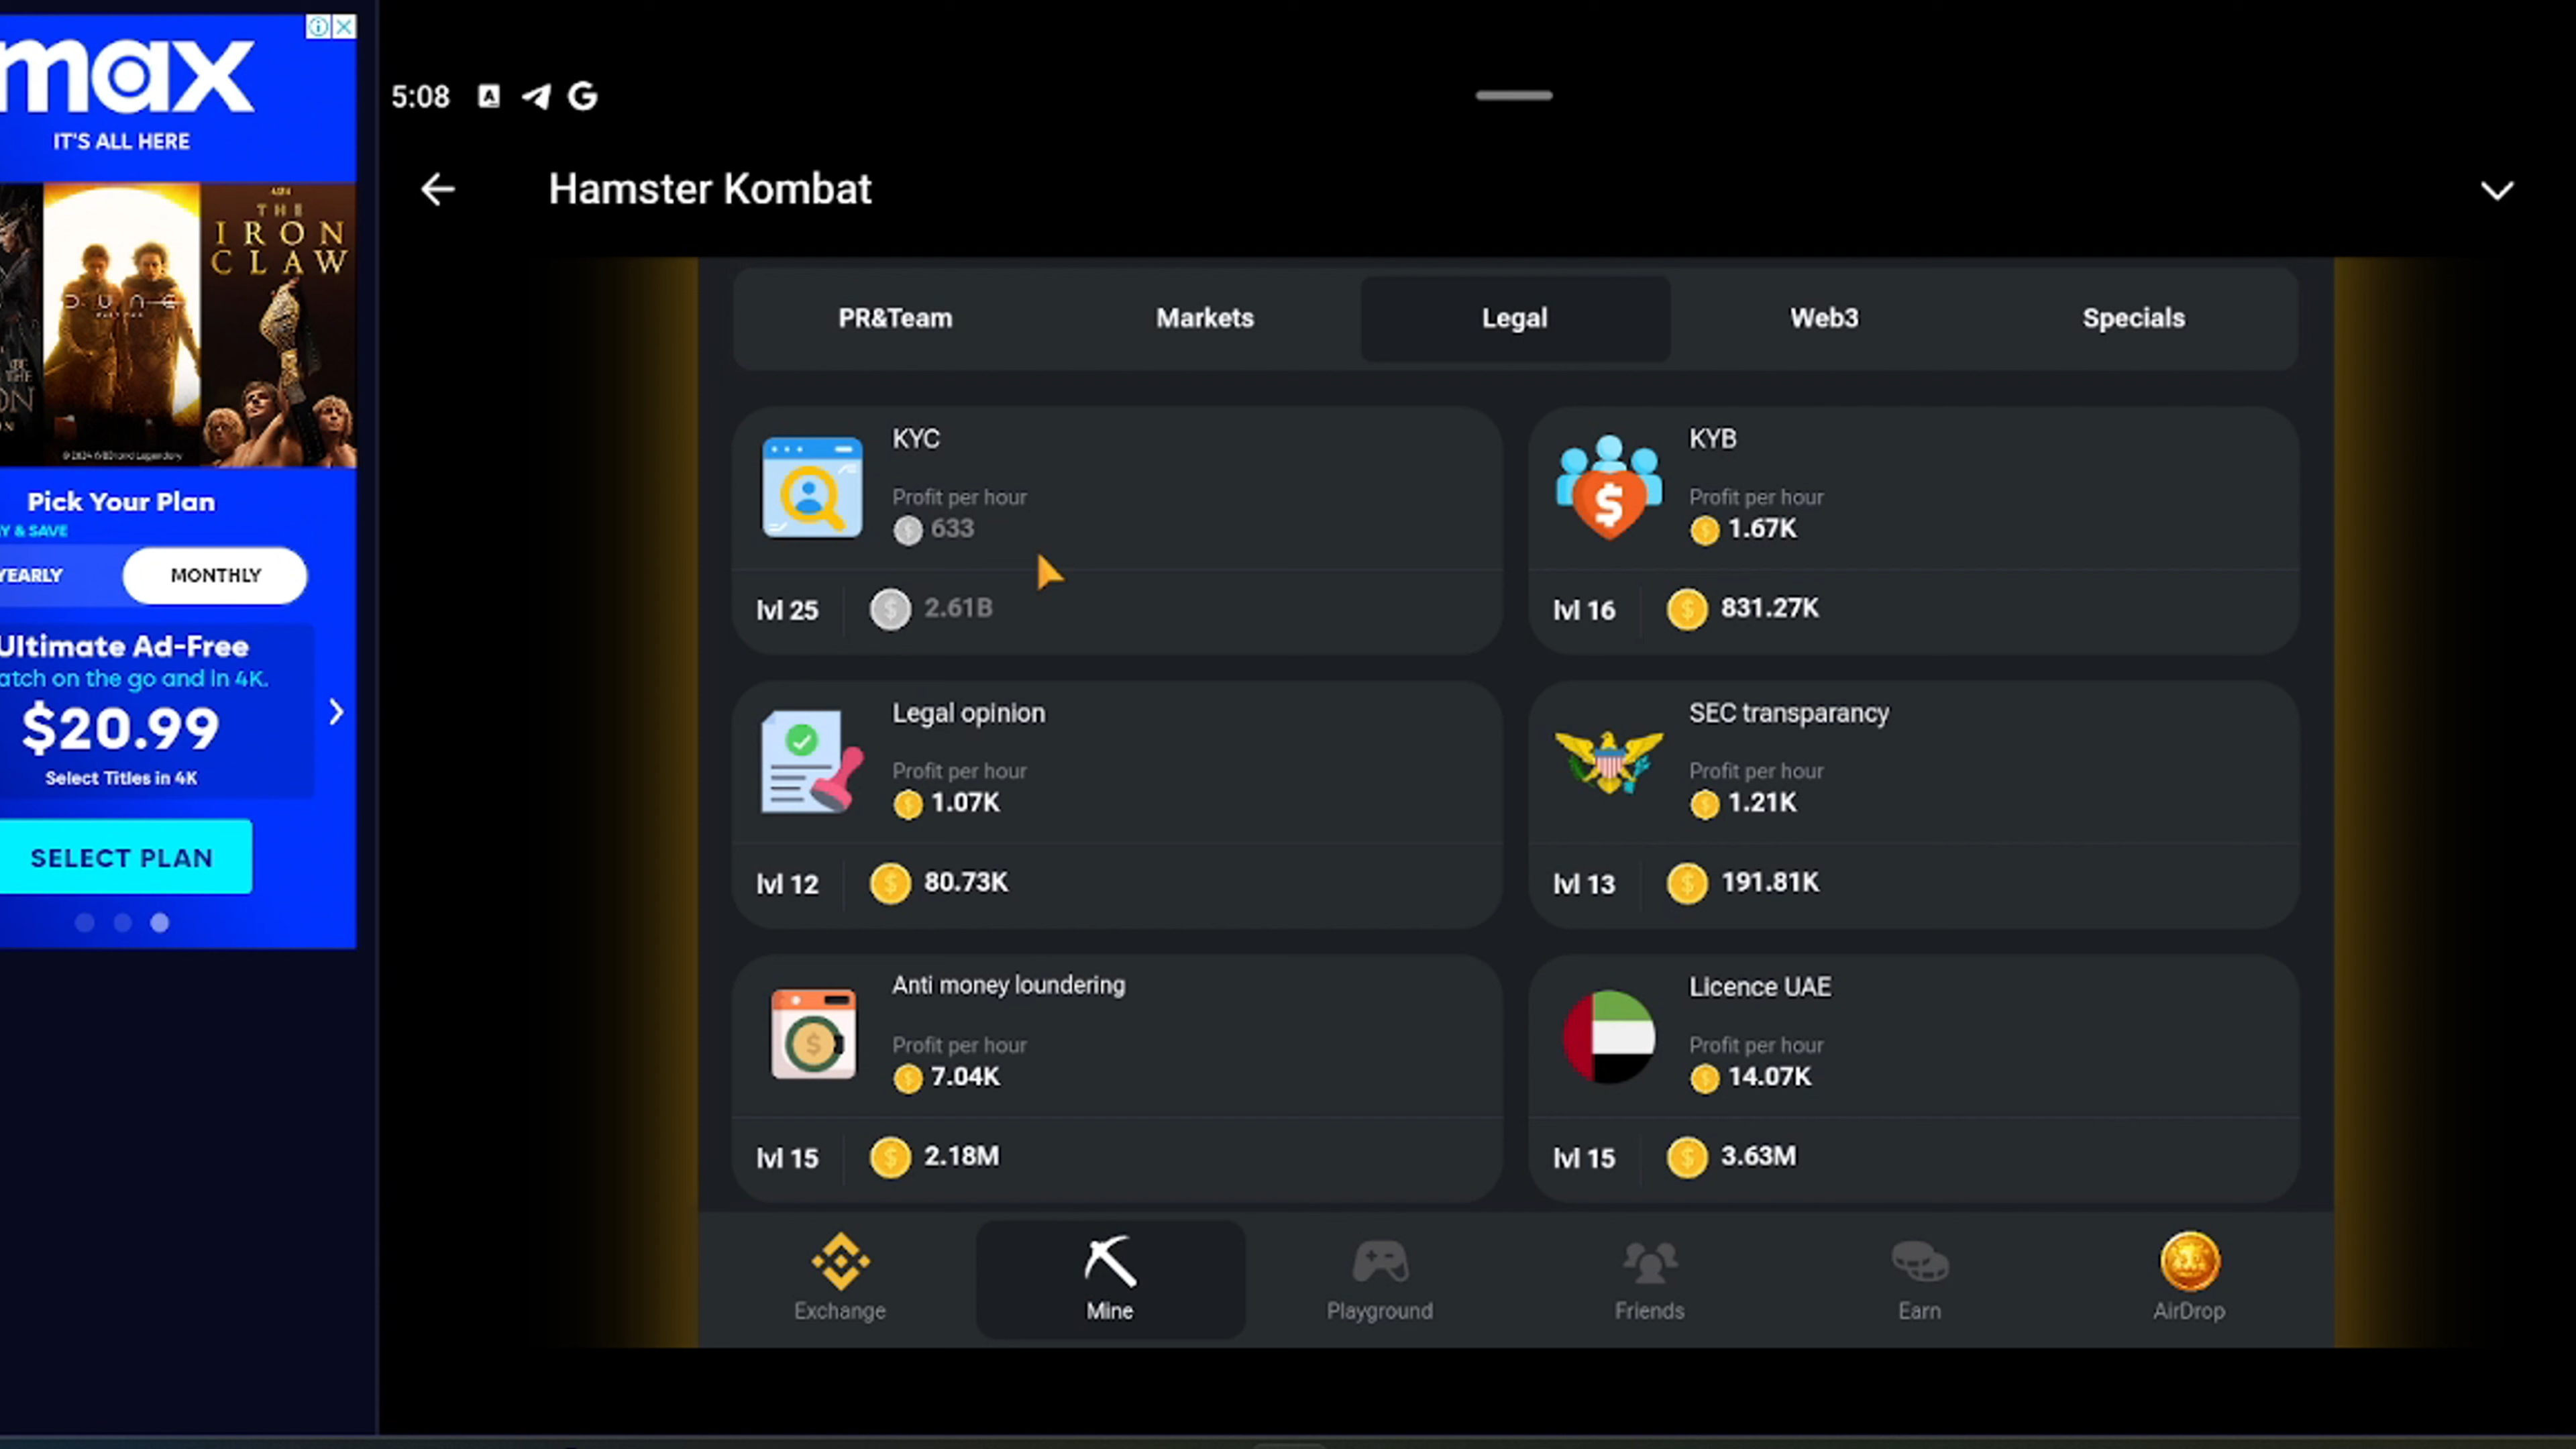 max
IT'S ALL HERE
THE
IRON
CLAW
DUNE
Pick Your Plan
Y & SAVE
YEARLY
MONTHLY
Ultimate Ad-Free
atch on the go and in 4K.
$20.99
Select Titles in 4K
SELECT PLAN
5:08
Hamster Kombat
PR&Team
Markets
Legal
Web3
Specials
KYC
Profit per hour
633
lvl 25
2.61B
KYB
Profit per hour
1.67K
lvl 16
831.27K
Legal opinion
Profit per hour
1.07K
lvl 12
80.73K
SEC transparancy
Profit per hour
1.21K
lvl 13
191.81K
Anti money loundering
Profit per hour
7.04K
lvl 15
2.18M
Licence UAE
Profit per hour
14.07K
lvl 15
3.63M
Exchange
Mine
Playground
Friends
Earn
AirDrop